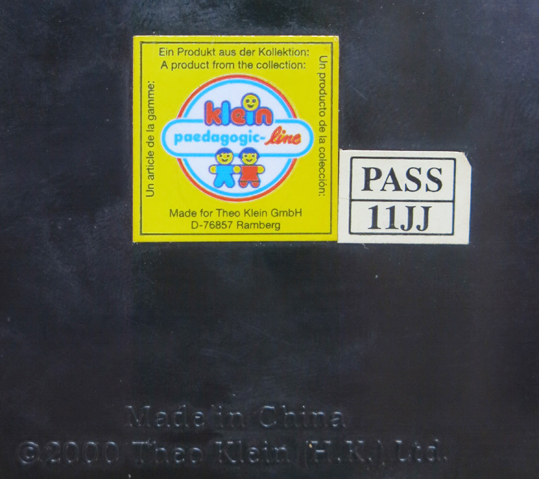 Ein Produkt aus der Kollektion:
A product from the collection:
Un article de la gamme:
Un producto de la colección:
klein
paedagogic-line
Made for Theo Klein GmbH
D-76857 Ramberg
PASS
11JJ
Made in China
©2000 Theo Klein (H.K.) Ltd.